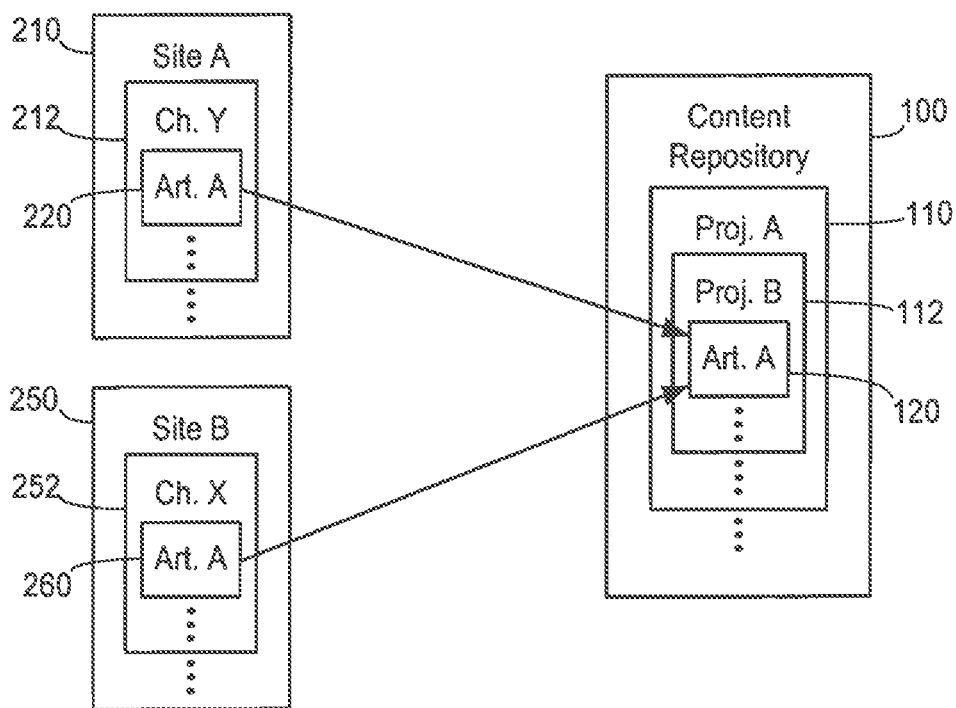 210
Site A
212
Ch. Y
Art. A
220
250
Site B
252
Ch. X
Art. A
260
Content
Repository
100
Proj. A
110
Proj. B
112
Art. A
120